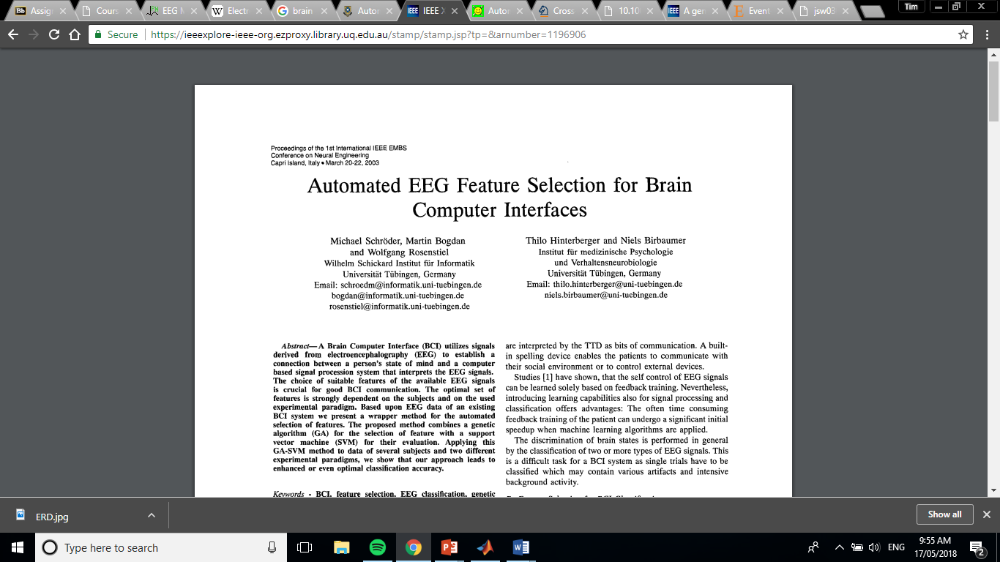 Assig
Cours
EEG M
Electr
brain
Autor
IEEE X
Autor
Cross
10.10
A gen
Event
jsw03
Tim
Secure
https://ieeexplore-ieee-org.ezproxy.library.uq.edu.au/stamp/stamp.jsp?tp=&arnumber=1196906
Proceedings of the 1st International IEEE EMBS
Conference on Neural Engineering
Capri Island, Italy • March 20-22, 2003
Automated EEG Feature Selection for Brain
Computer Interfaces
Michael Schröder, Martin Bogdan
and Wolfgang Rosenstiel
Wilhelm Schickard Institut für Informatik
Universität Tübingen, Germany
Email: schroedm@informatik.uni-tuebingen.de
bogdan@informatik.uni-tuebingen.de
rosenstiel@informatik.uni-tuebingen.de
Thilo Hinterberger and Niels Birbaumer
Institut für medizinische Psychologie
und Verhaltensneurobiologie
Universität Tübingen, Germany
Email: thilo.hinterberger@uni-tuebingen.de
niels.birbaumer@uni-tuebingen.de
Abstract—A Brain Computer Interface (BCI) utilizes signals
derived from electroencephalography (EEG) to establish a
connection between a person's state of mind and a computer
based signal procession system that interprets the EEG signals.
The choice of suitable features of the available EEG signals
is crucial for good BCI communication. The optimal set of
features is strongly dependent on the subjects and on the used
experimental paradigm. Based upon EEG data of an existing
BCI system we present a wrapper method for the automated
selection of features. The proposed method combines a genetic
algorithm (GA) for the selection of feature with a support
vector machine (SVM) for their evaluation. Applying this
GA-SVM method to data of several subjects and two different
experimental paradigms, we show that our approach leads to
enhanced or even optimal classification accuracy.
Keywords - BCI, feature selection, EEG classification, genetic
are interpreted by the TTD as bits of communication. A built-
in spelling device enables the patients to communicate with
their social environment or to control external devices.
Studies [1] have shown, that the self control of EEG signals
can be learned solely based on feedback training. Nevertheless,
introducing learning capabilities also for signal processing and
classification offers advantages: The often time consuming
feedback training of the patient can undergo a significant initial
speedup when machine learning algorithms are applied.
The discrimination of brain states is performed in general
by the classification of two or more types of EEG signals. This
is a difficult task for a BCI system as single trials have to be
classified which may contain various artifacts and intensive
background activity.
ERD.jpg
Show all
Type here to search
ENG
9:55 AM
17/05/2018
2